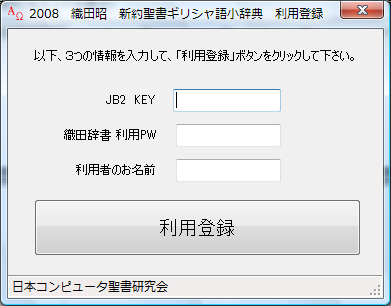 ΑΩ 2008 織田昭 新約聖書ギリシャ語小辞典 利用登録
以下、3つの情報を入力して、「利用登録」ボタンをクリックして下さい。
JB2 KEY
織田辞書 利用PW
利用者のお名前
利用登録
日本コンピュータ聖書研究会